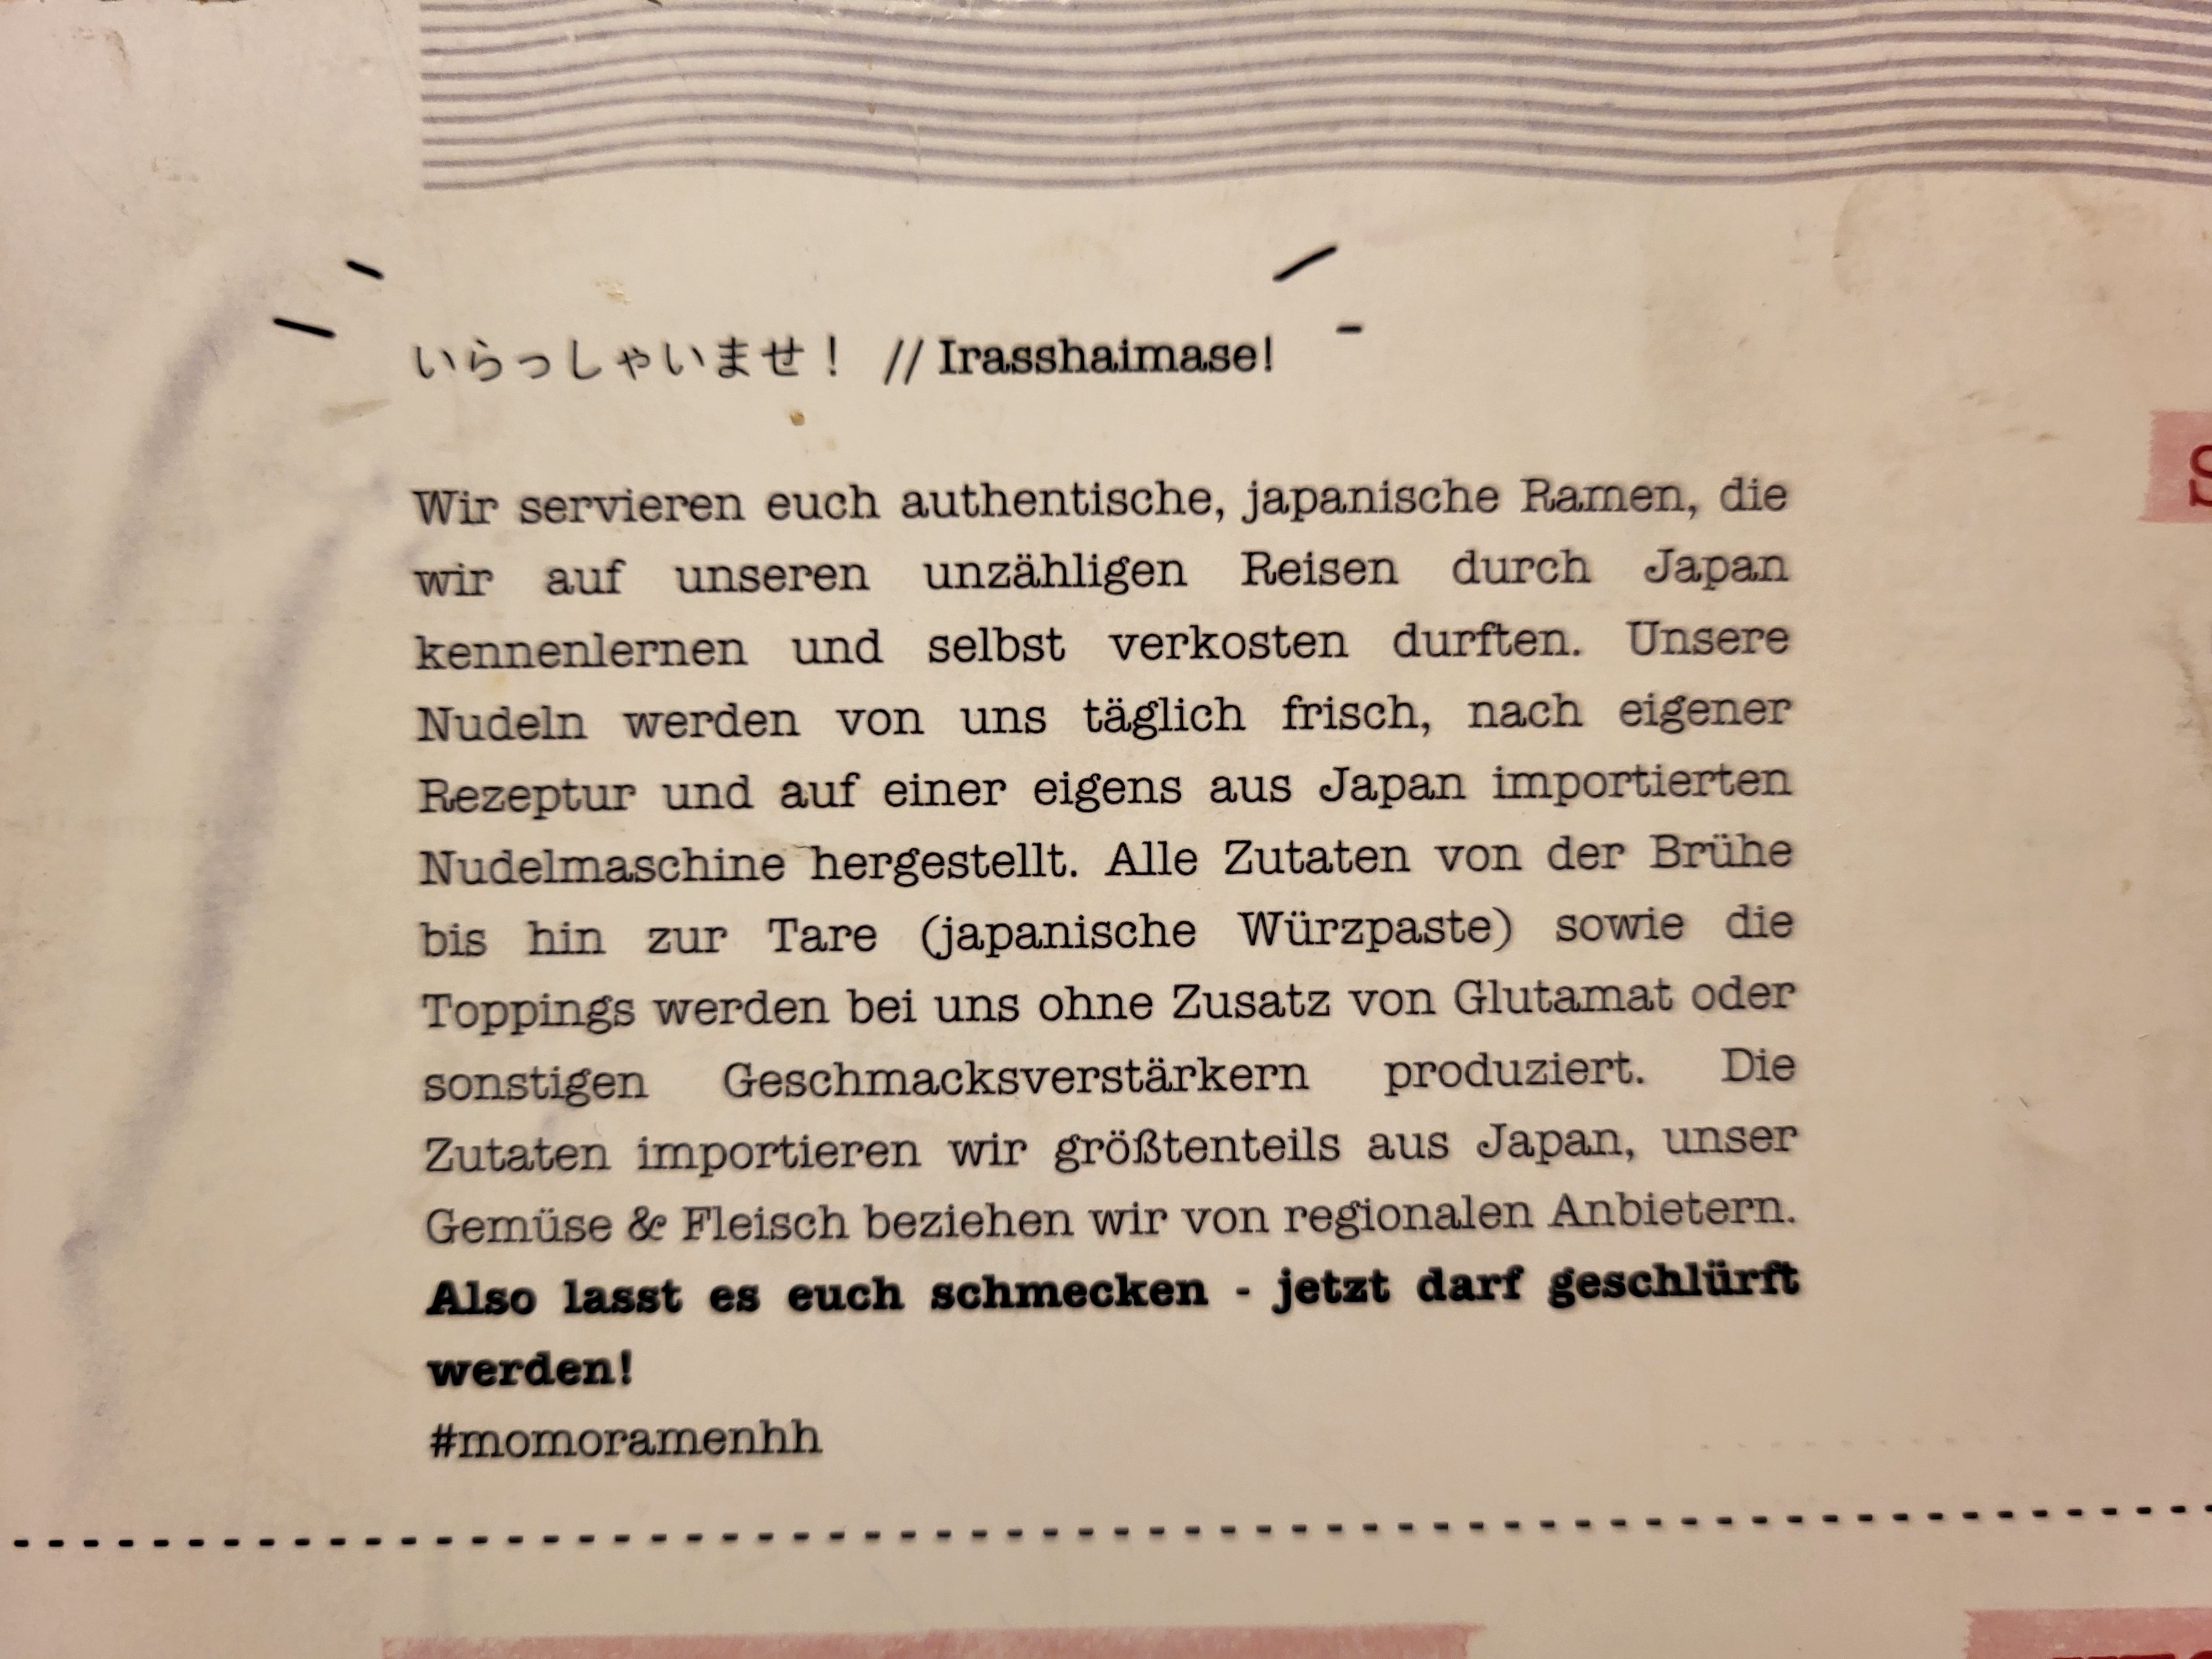 いらっしゃいませ！ // Irasshaimase!
Wir servieren euch authentische, japanische Ramen, die
wir auf unseren unzähligen Reisen durch Japan
kennenlernen und selbst verkosten durften. Unsere
Nudeln werden von uns täglich frisch, nach eigener
Rezeptur und auf einer eigens aus Japan importierten
Nudelmaschine hergestellt. Alle Zutaten von der Brühe
bis hin zur Tare (japanische Würzpaste) sowie die
Toppings werden bei uns ohne Zusatz von Glutamat oder
sonstigen Geschmacksverstärkern produziert. Die
Zutaten importieren wir größtenteils aus Japan, unser
Gemüse & Fleisch beziehen wir von regionalen Anbietern.
Also lasst es euch schmecken - jetzt darf geschlürft
werden!
#momoramenhh